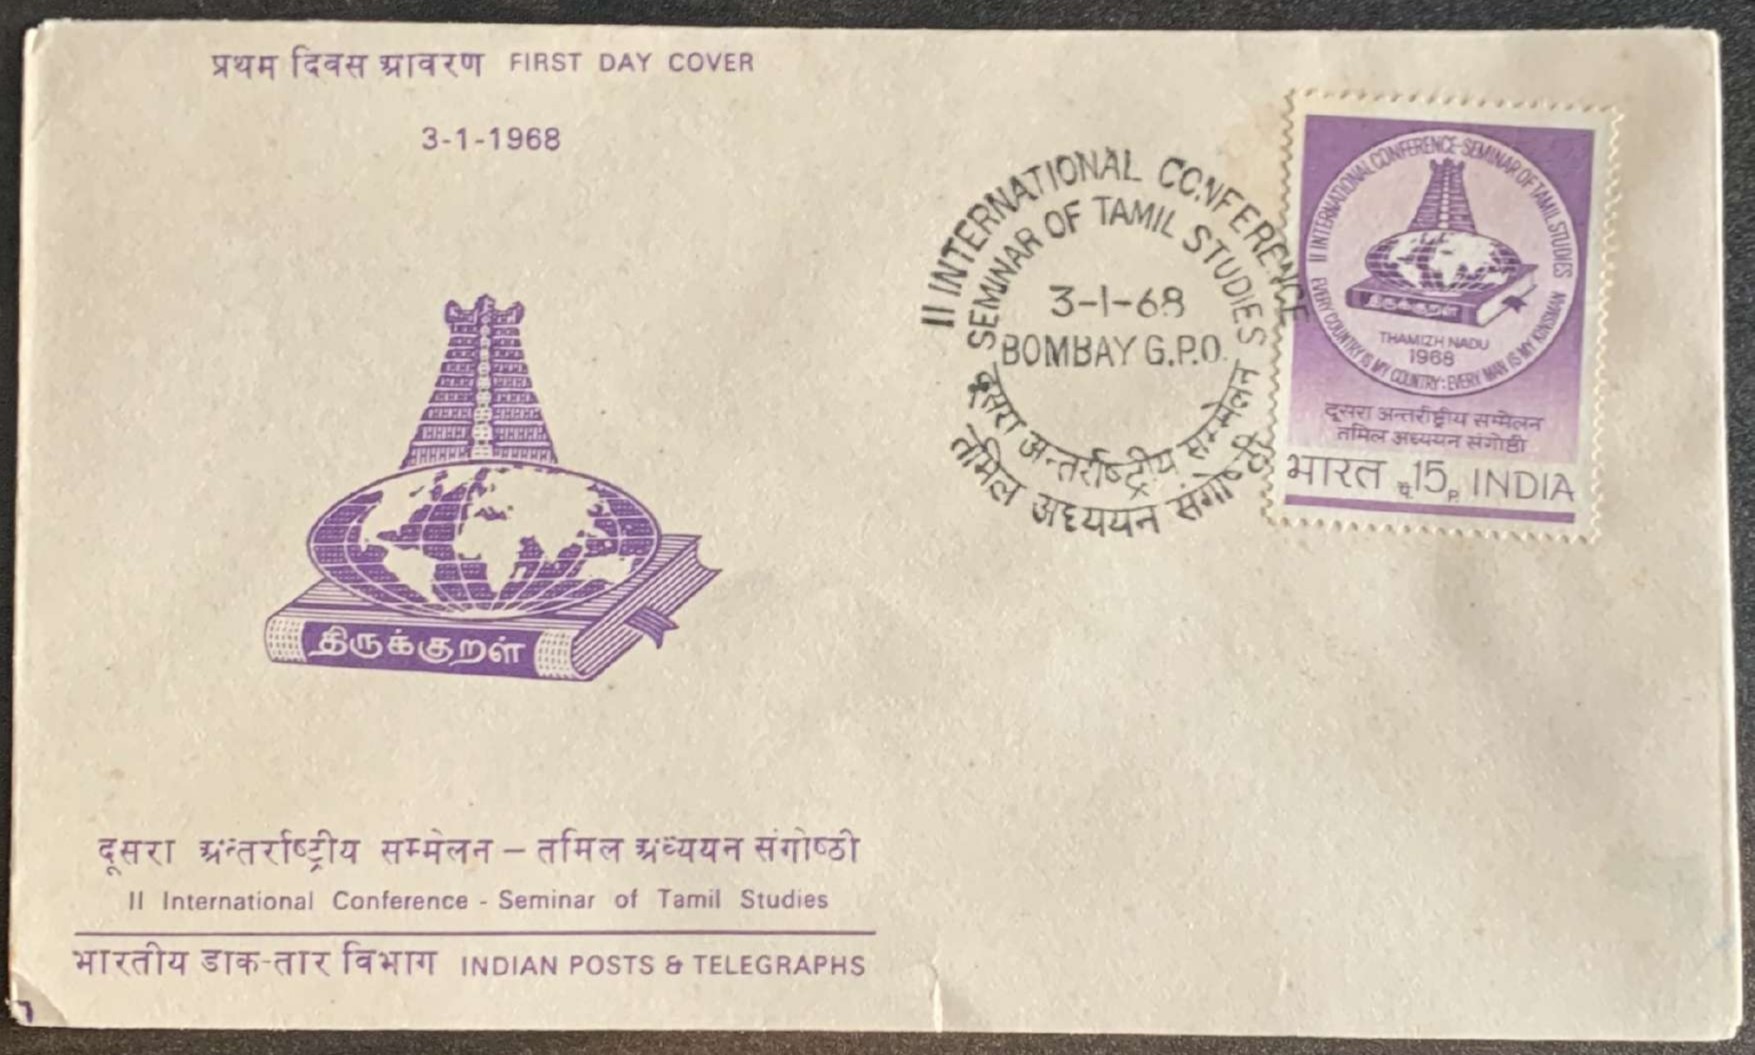 प्रथम दिवस आवरण FIRST DAY COVER
3-1-1968
திருக்குறள்
दूसरा अन्तर्राष्ट्रीय सम्मेलन – तमिल अध्ययन संगोष्ठी
II International Conference - Seminar of Tamil Studies
भारतीय डाक-तार विभाग INDIAN POSTS & TELEGRAPHS
II INTERNATIONAL CONFERENCE
SEMINAR OF TAMIL STUDIES
3-1-68
BOMBAY G.P.O.
दूसरा अन्तर्राष्ट्रीय सम्मेलन
तमिल अध्ययन संगोष्ठी
II INTERNATIONAL CONFERENCE-SEMINAR OF TAMIL STUDIES
திருக்குறள்
THAMIZH NADU
1968
EVERY COUNTRY IS MY COUNTRY: EVERY MAN IS MY KINSMAN
दूसरा अन्तर्राष्ट्रीय सम्मेलन
तमिल अध्ययन संगोष्ठी
भारत पै.15P. INDIA